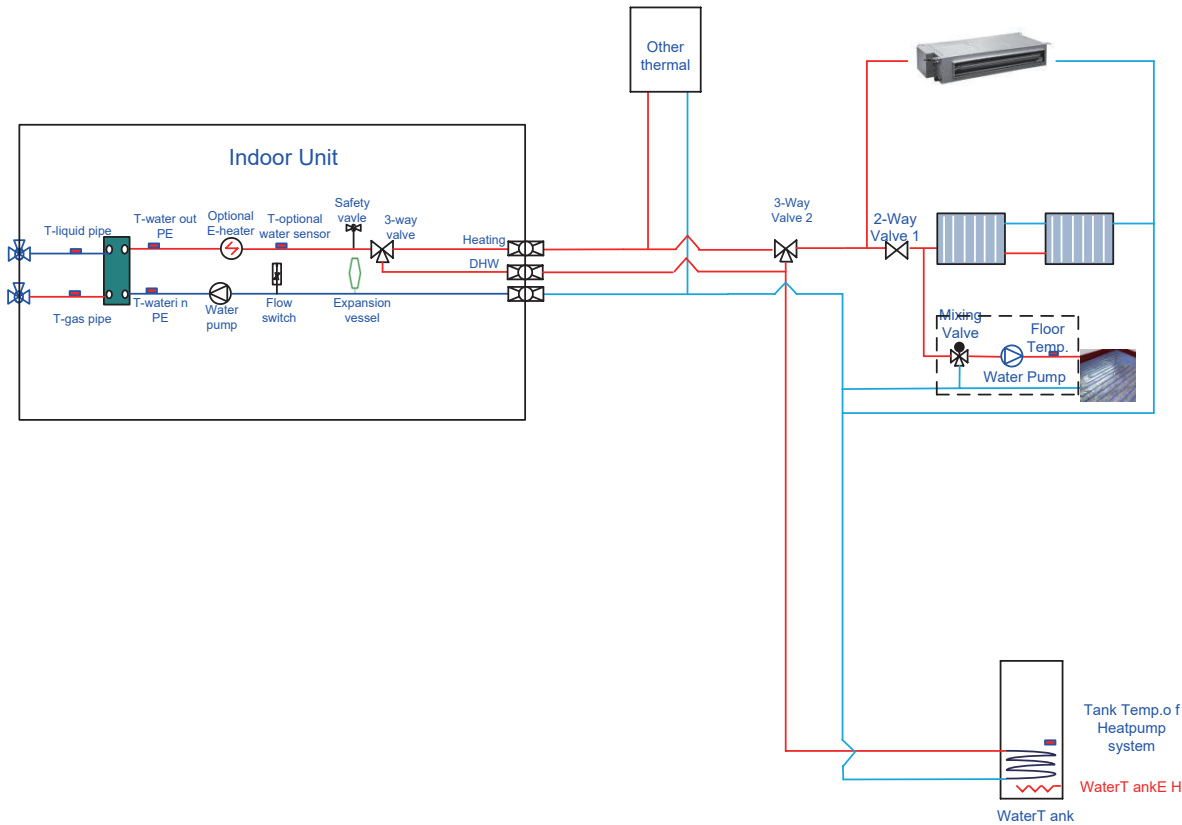 Other
thermal
Indoor Unit
T-liquid pipe
T-water out
PE
Optional
E-heater
T-optional
water sensor
Safety
vavle
3-way
valve
Heating
DHW
T-gas pipe
T-wateri n
PE
Water
pump
Flow
switch
Expansion
vessel
3-Way
Valve 2
2-Way
Valve 1
Mixing
Valve
Floor
Temp.
Water Pump
Tank Temp.o f
Heatpump
system
WaterT ankE H
WaterT ank